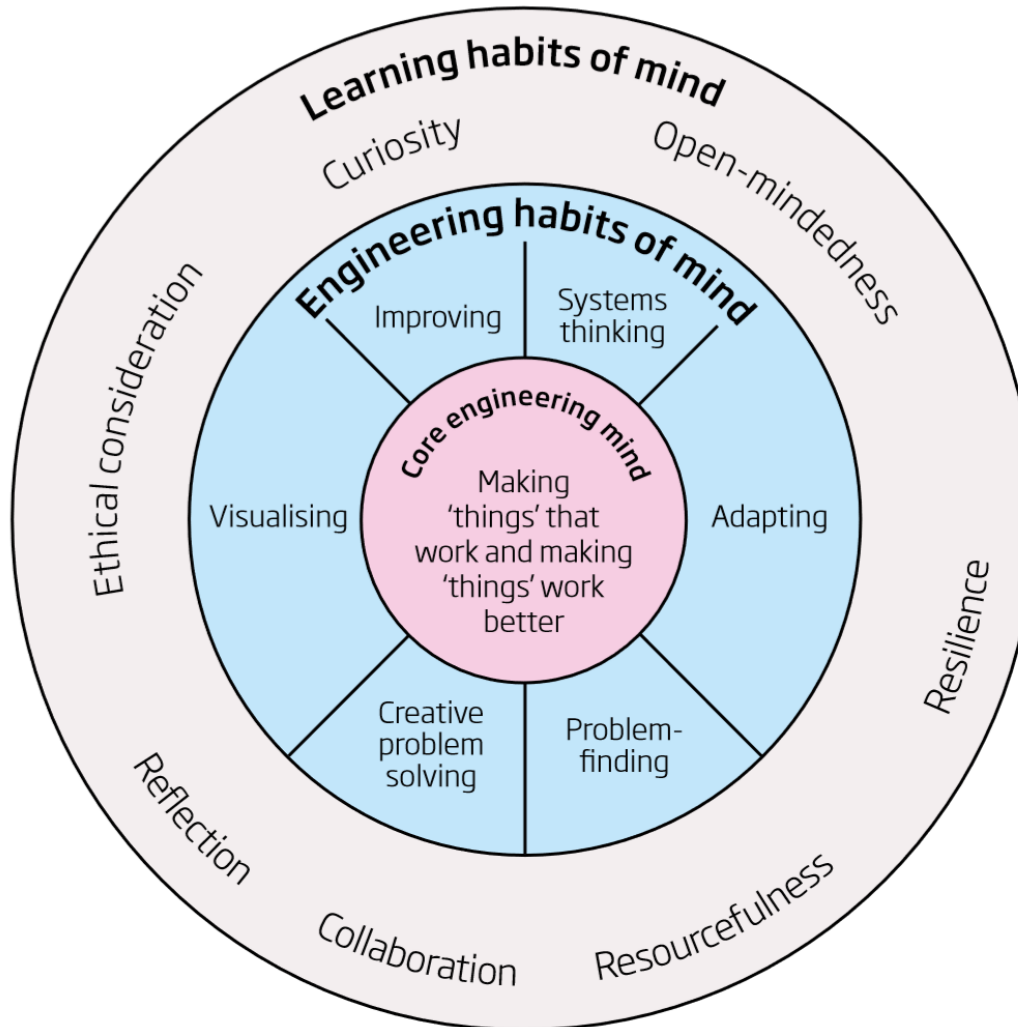 Learning habits of mind
Curiosity
Open-mindedness
Ethical consideration
Resilience
Reflection
Collaboration
Resourcefulness
Engineering habits of mind
Improving
Systems
thinking
Visualising
Adapting
Creative
problem
solving
Problem-
finding
Core engineering mind
Making
‘things’ that
work and making
‘things’ work
better